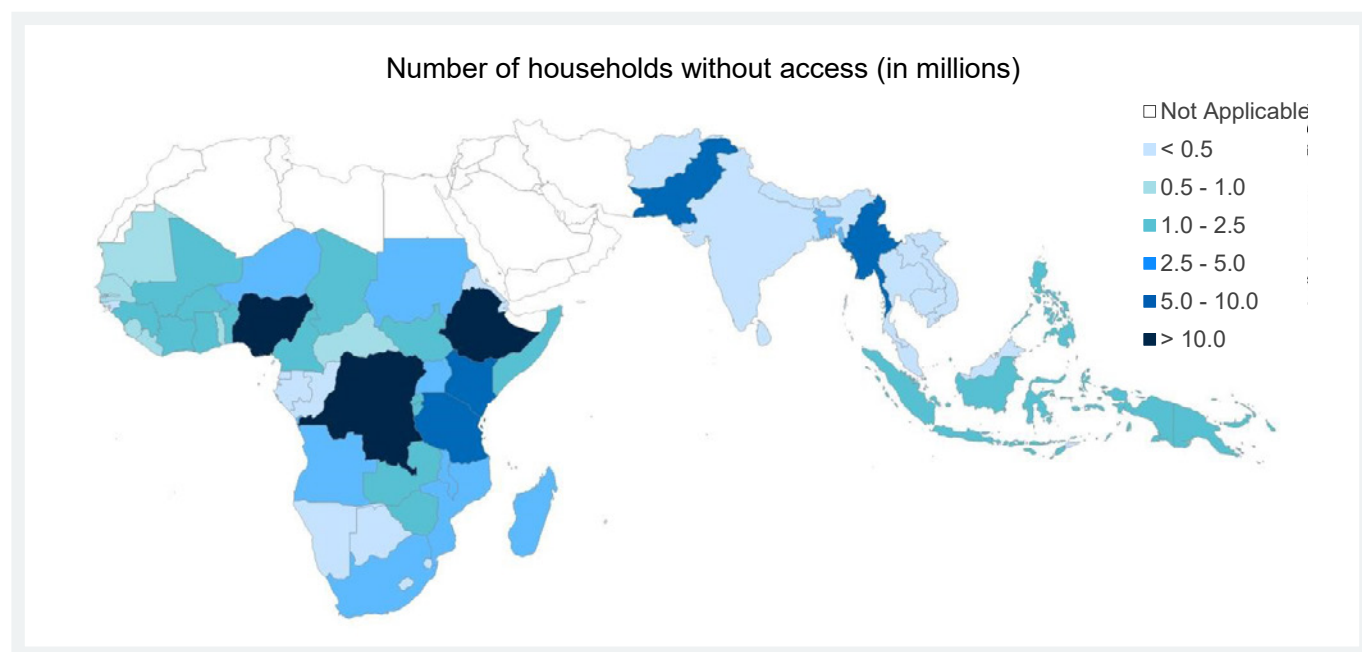 Number of households without access (in millions)
Not Applicable
< 0.5
0.5 - 1.0
1.0 - 2.5
2.5 - 5.0
5.0 - 10.0
> 10.0